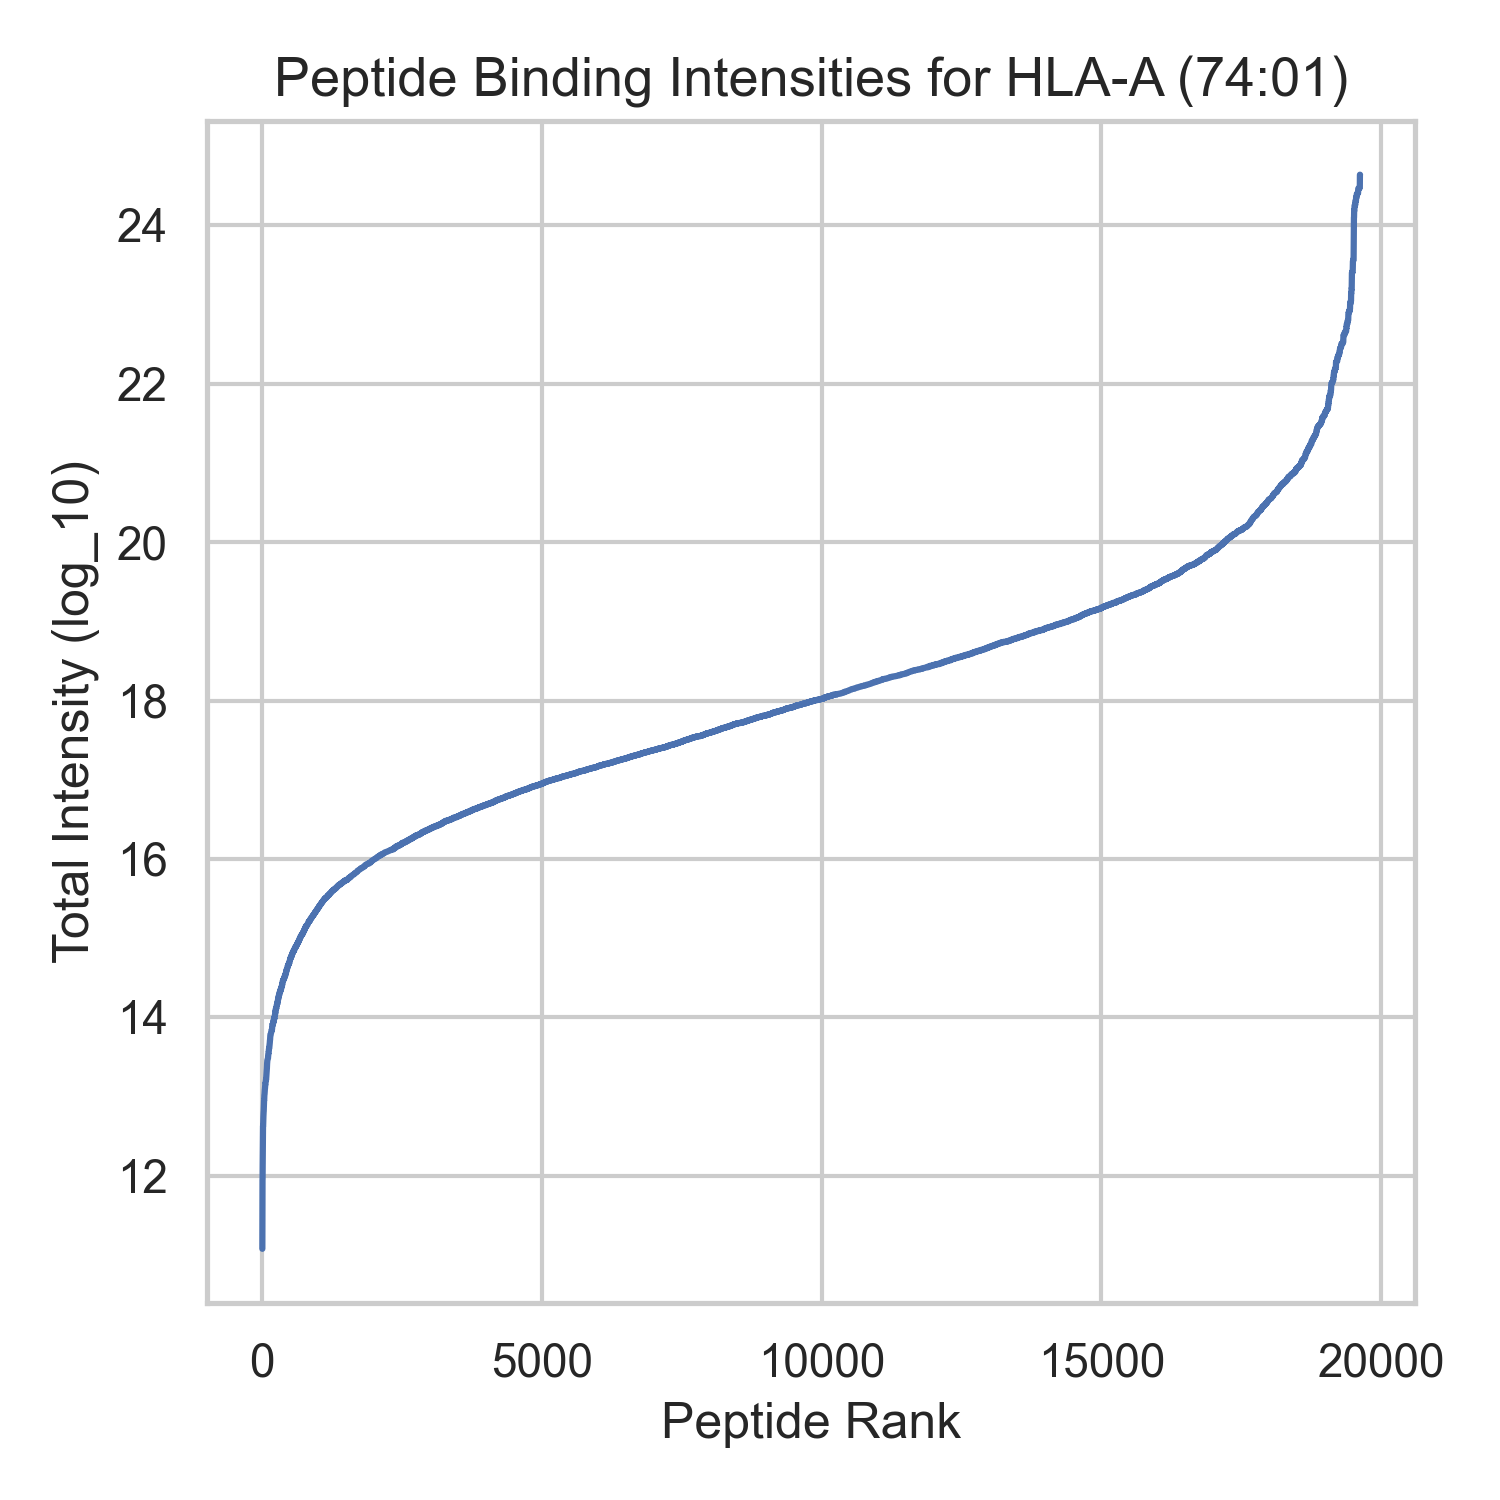 Peptide Binding Intensities for HLA-A (74:01)
Total Intensity (log_10)
24
22
20
18
16
14
12
0 5000 10000 15000 20000
Peptide Rank